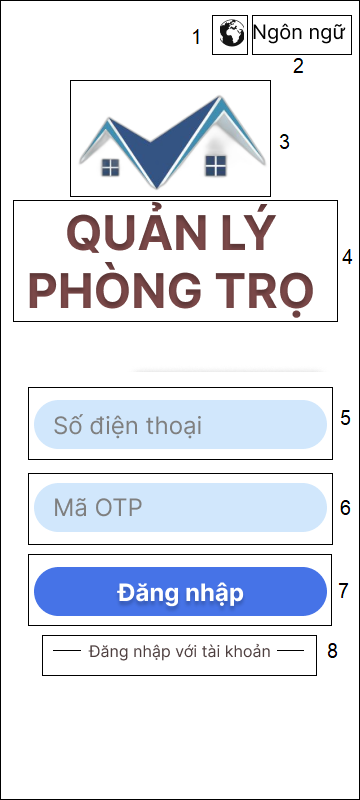 1
Ngôn ngữ
2
3
QUẢN LÝ
PHÒNG TRỌ
4
Số điện thoại
5
Mã OTP
6
Đăng nhập
7
Đăng nhập với tài khoản
8